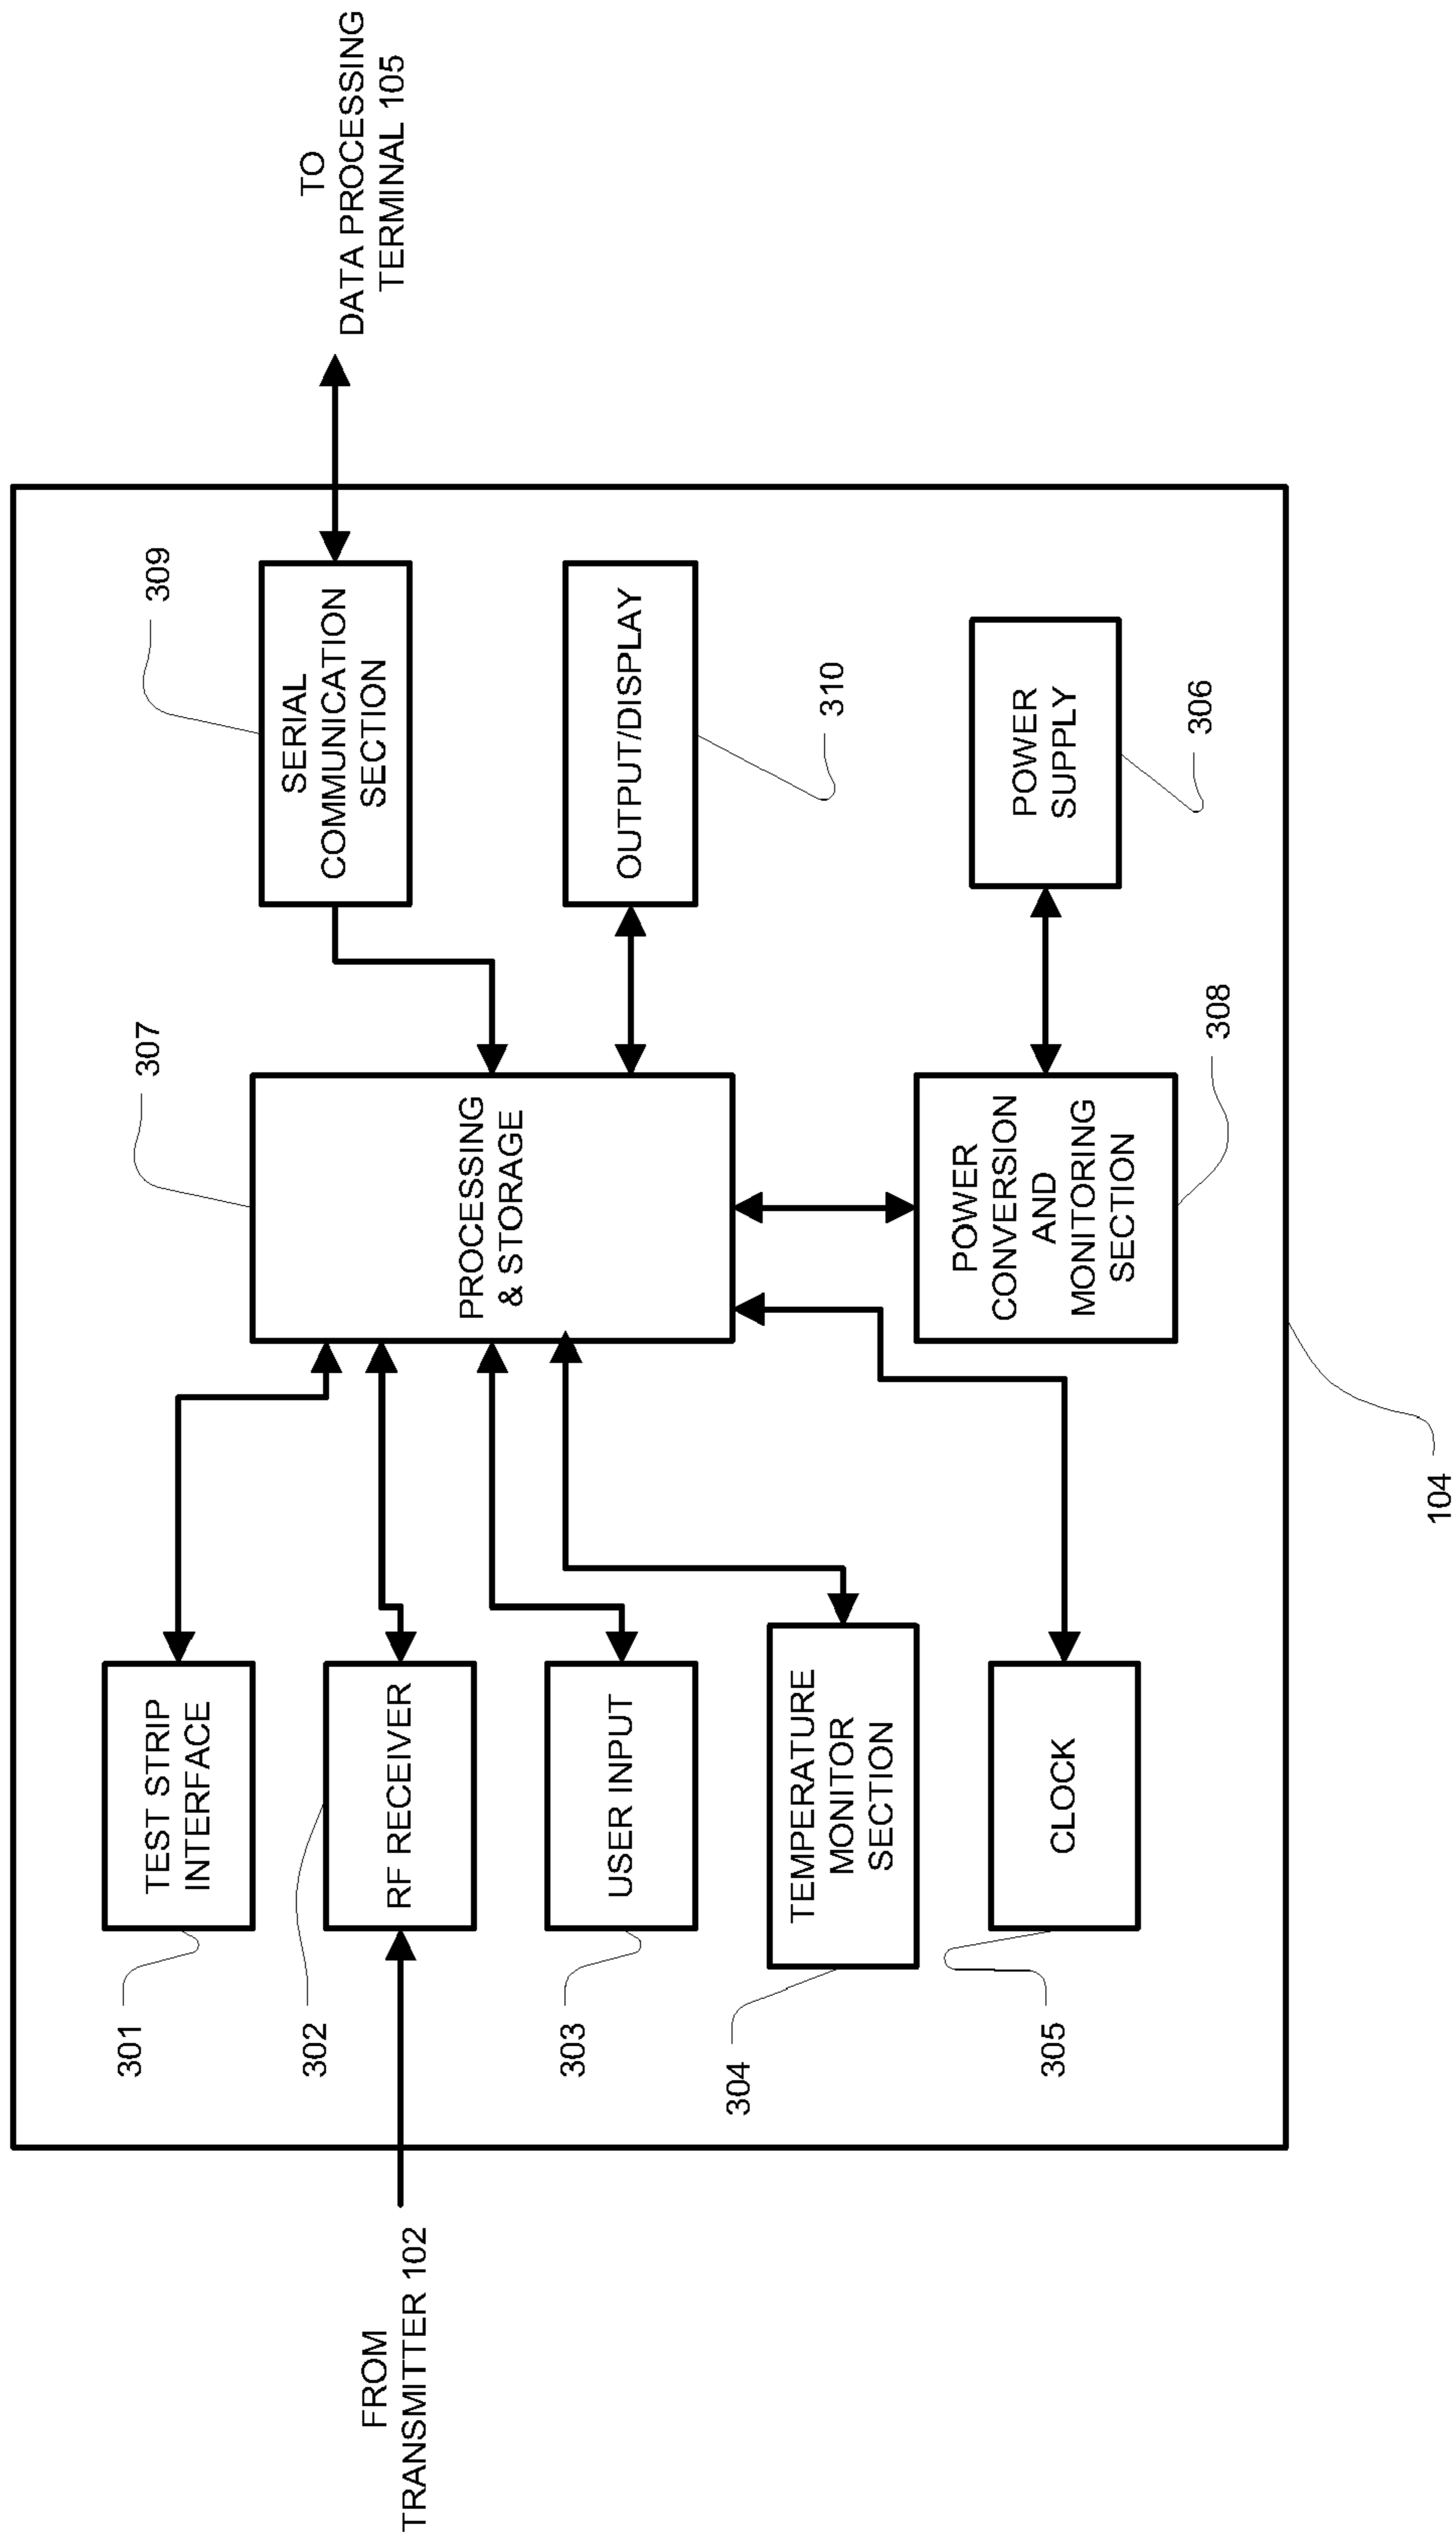 FROM
TRANSMITTER 102
301
TEST STRIP
INTERFACE
302
RF RECEIVER
303
USER INPUT
304
TEMPERATURE
MONITOR
SECTION
305
CLOCK
307
PROCESSING
& STORAGE
308
POWER
CONVERSION
AND
MONITORING
SECTION
309
SERIAL
COMMUNICATION
SECTION
310
OUTPUT/DISPLAY
306
POWER
SUPPLY
TO
DATA PROCESSING
TERMINAL 105
104